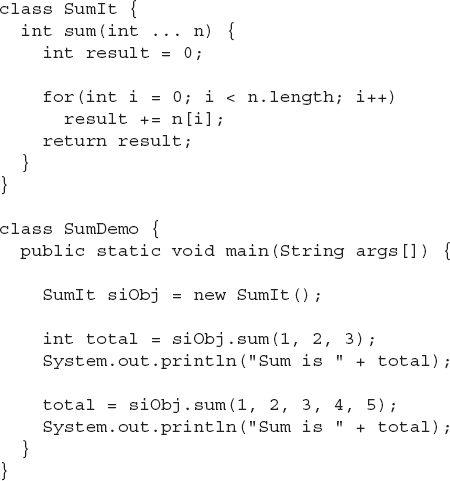 class SumIt {
  int sum(int ... n) {
    int result = 0;

    for(int i = 0; i < n.length; i++)
      result += n[i];
    return result;
  }
}

class SumDemo {
  public static void main(String args[]) {

    SumIt siObj = new SumIt();

    int total = siObj.sum(1, 2, 3);
    System.out.println("Sum is " + total);

    total = siObj.sum(1, 2, 3, 4, 5);
    System.out.println("Sum is " + total);
  }
}